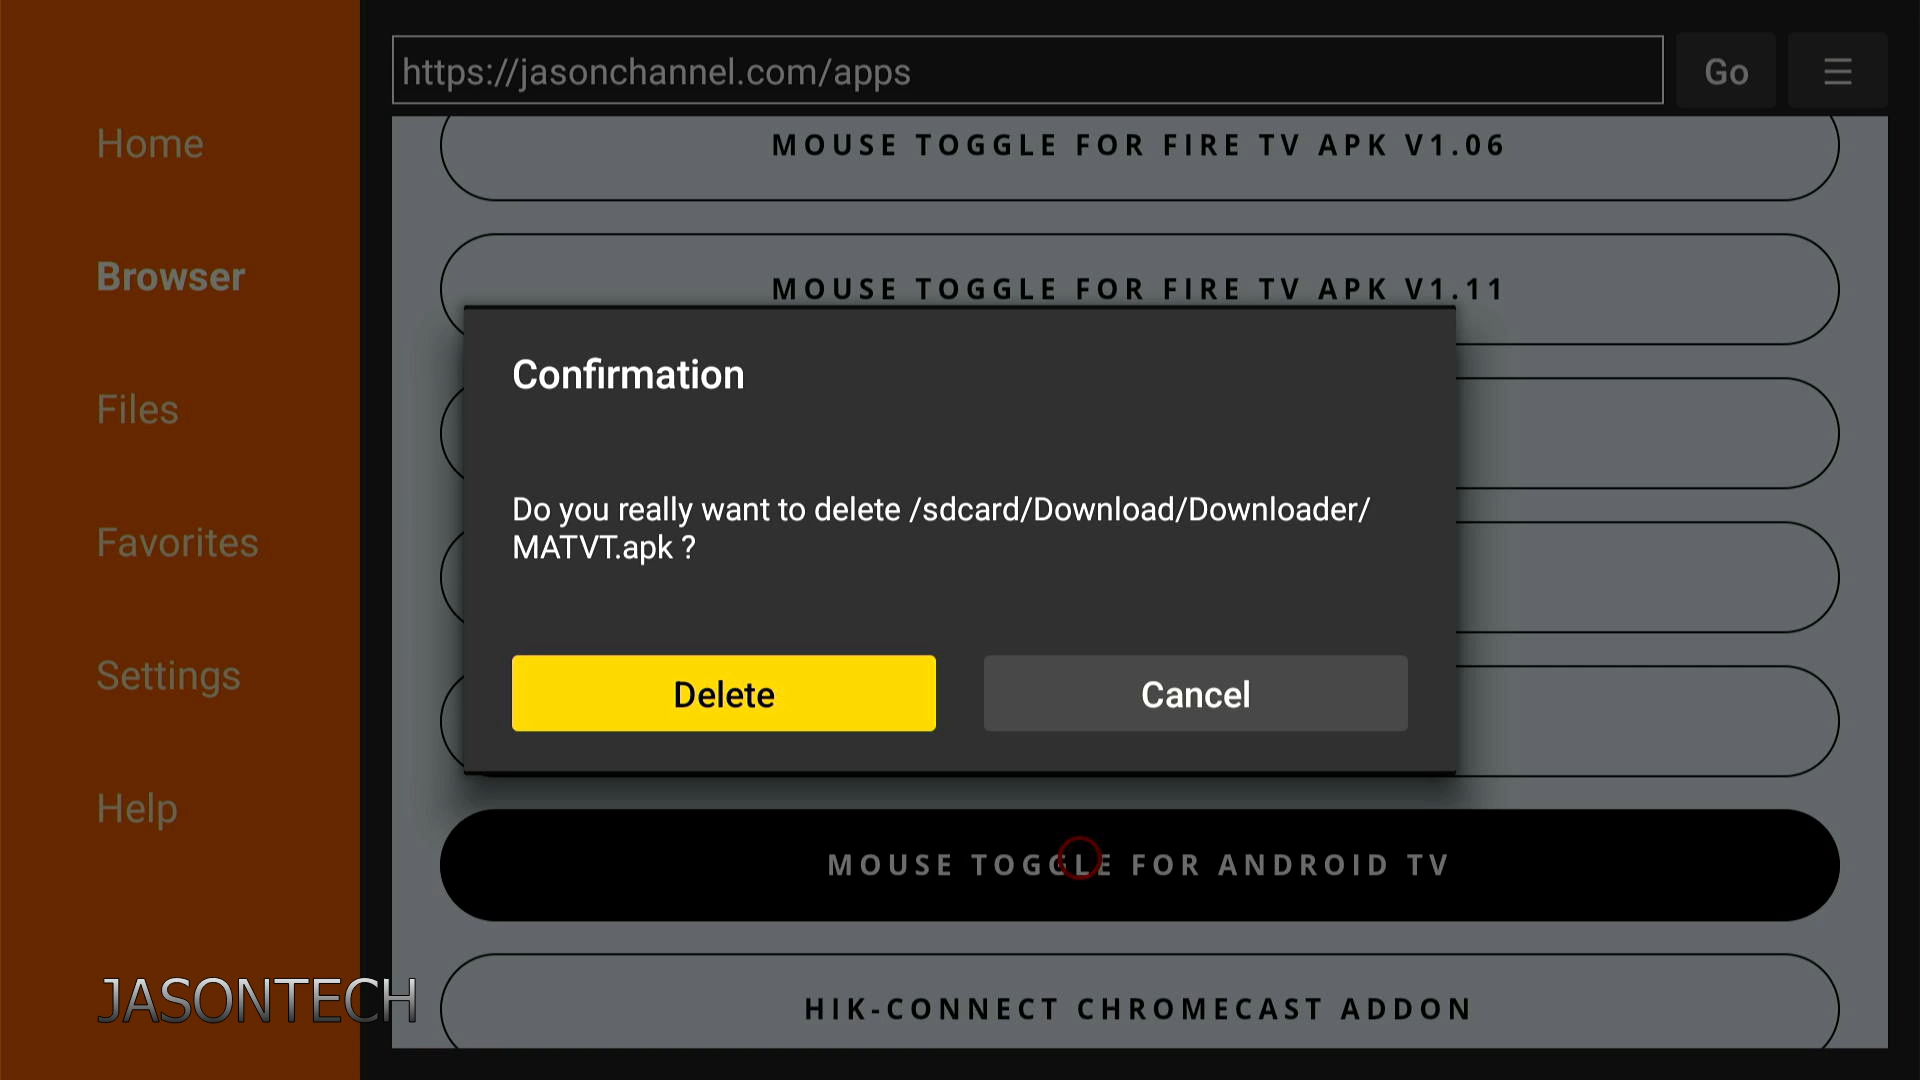 https://jasonchannel.com/apps
Go
Home
Browser
Files
Favorites
Settings
Help
MOUSE TOGGLE FOR FIRE TV APK V1.06
MOUSE TOGGLE FOR FIRE TV APK V1.11
Confirmation
Do you really want to delete /sdcard/Download/Downloader/
MATVT.apk ?
Delete
Cancel
MOUSE TOGGLE FOR ANDROID TV
HIK-CONNECT CHROMECAST ADDON
JASONTECH